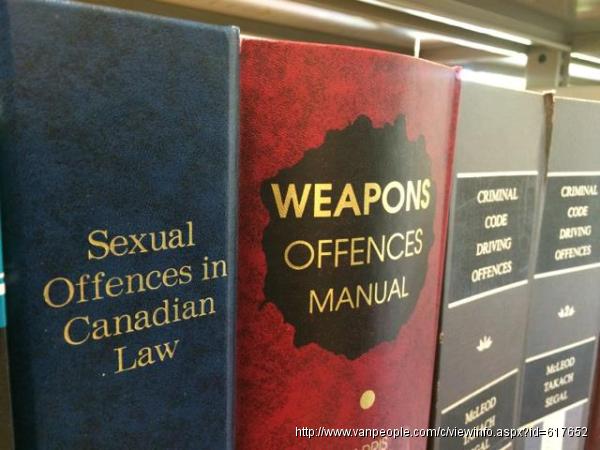 Sexual
Offences in
Canadian
Law
WEAPONS
OFFENCES
MANUAL
CRIMINAL
CODE
DRIVING
OFFENCES
McLEOD
TAKACH
CRIMINAL
CODE
DRIVING
OFFENCES
McLEOD
TAKACH
SEGAL
http://www.vanpeople.com/c/viewinfo.aspx?id=617652